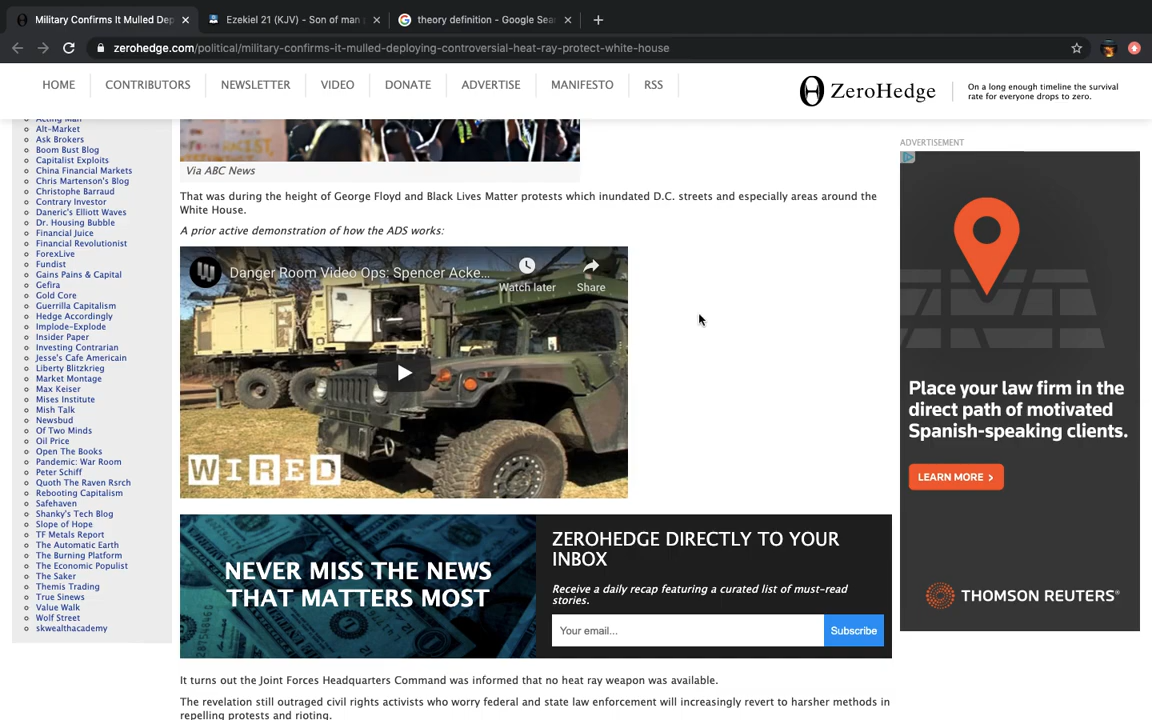 Military Confirms It Mulled Dep
Ezekiel 21 (KJV) - Son of man
theory definition - Google Sea
zerohedge.com/political/military-confirms-it-mulled-deploying-controversial-heat-ray-protect-white-house
HOME
CONTRIBUTORS
NEWSLETTER
VIDEO
DONATE
ADVERTISE
MANIFESTO
RSS
ZeroHedge
On a long enough timeline the survival
rate for everyone drops to zero.
Acting Man
Alt-Market
Ask Brokers
Boom Bust Blog
Capitalist Exploits
China Financial Markets
Chris Martenson's Blog
Christophe Barraud
Contrary Investor
Daneric's Elliott Waves
Dr. Housing Bubble
Financial Juice
Financial Revolutionist
ForexLive
Fundist
Gains Pains & Capital
Gefira
Gold Core
Guerrilla Capitalism
Hedge Accordingly
Implode-Explode
Insider Paper
Investing Contrarian
Jesse's Cafe Americain
Liberty Blitzkrieg
Market Montage
Max Keiser
Mises Institute
Mish Talk
Newsbud
Of Two Minds
Oil Price
Open The Books
Pandemic: War Room
Peter Schiff
Quoth The Raven Rsrch
Rebooting Capitalism
Safehaven
Shanky's Tech Blog
Slope of Hope
TF Metals Report
The Automatic Earth
The Burning Platform
The Economic Populist
The Saker
Themis Trading
True Sinews
Value Walk
Wolf Street
skwealthacademy
RACIST,
Via ABC News
That was during the height of George Floyd and Black Lives Matter protests which inundated D.C. streets and especially areas around the
White House.
A prior active demonstration of how the ADS works:
Danger Room Video Ops: Spencer Acke...
Watch later
Share
WIRED
NEVER MISS THE NEWS
THAT MATTERS MOST
ZEROHEDGE DIRECTLY TO YOUR
INBOX
Receive a daily recap featuring a curated list of must-read
stories.
Your email...
Subscribe
It turns out the Joint Forces Headquarters Command was informed that no heat ray weapon was available.
The revelation still outraged civil rights activists who worry federal and state law enforcement will increasingly revert to harsher methods in
repelling protests and rioting.
ADVERTISEMENT
Place your law firm in the
direct path of motivated
Spanish-speaking clients.
LEARN MORE >
THOMSON REUTERS®